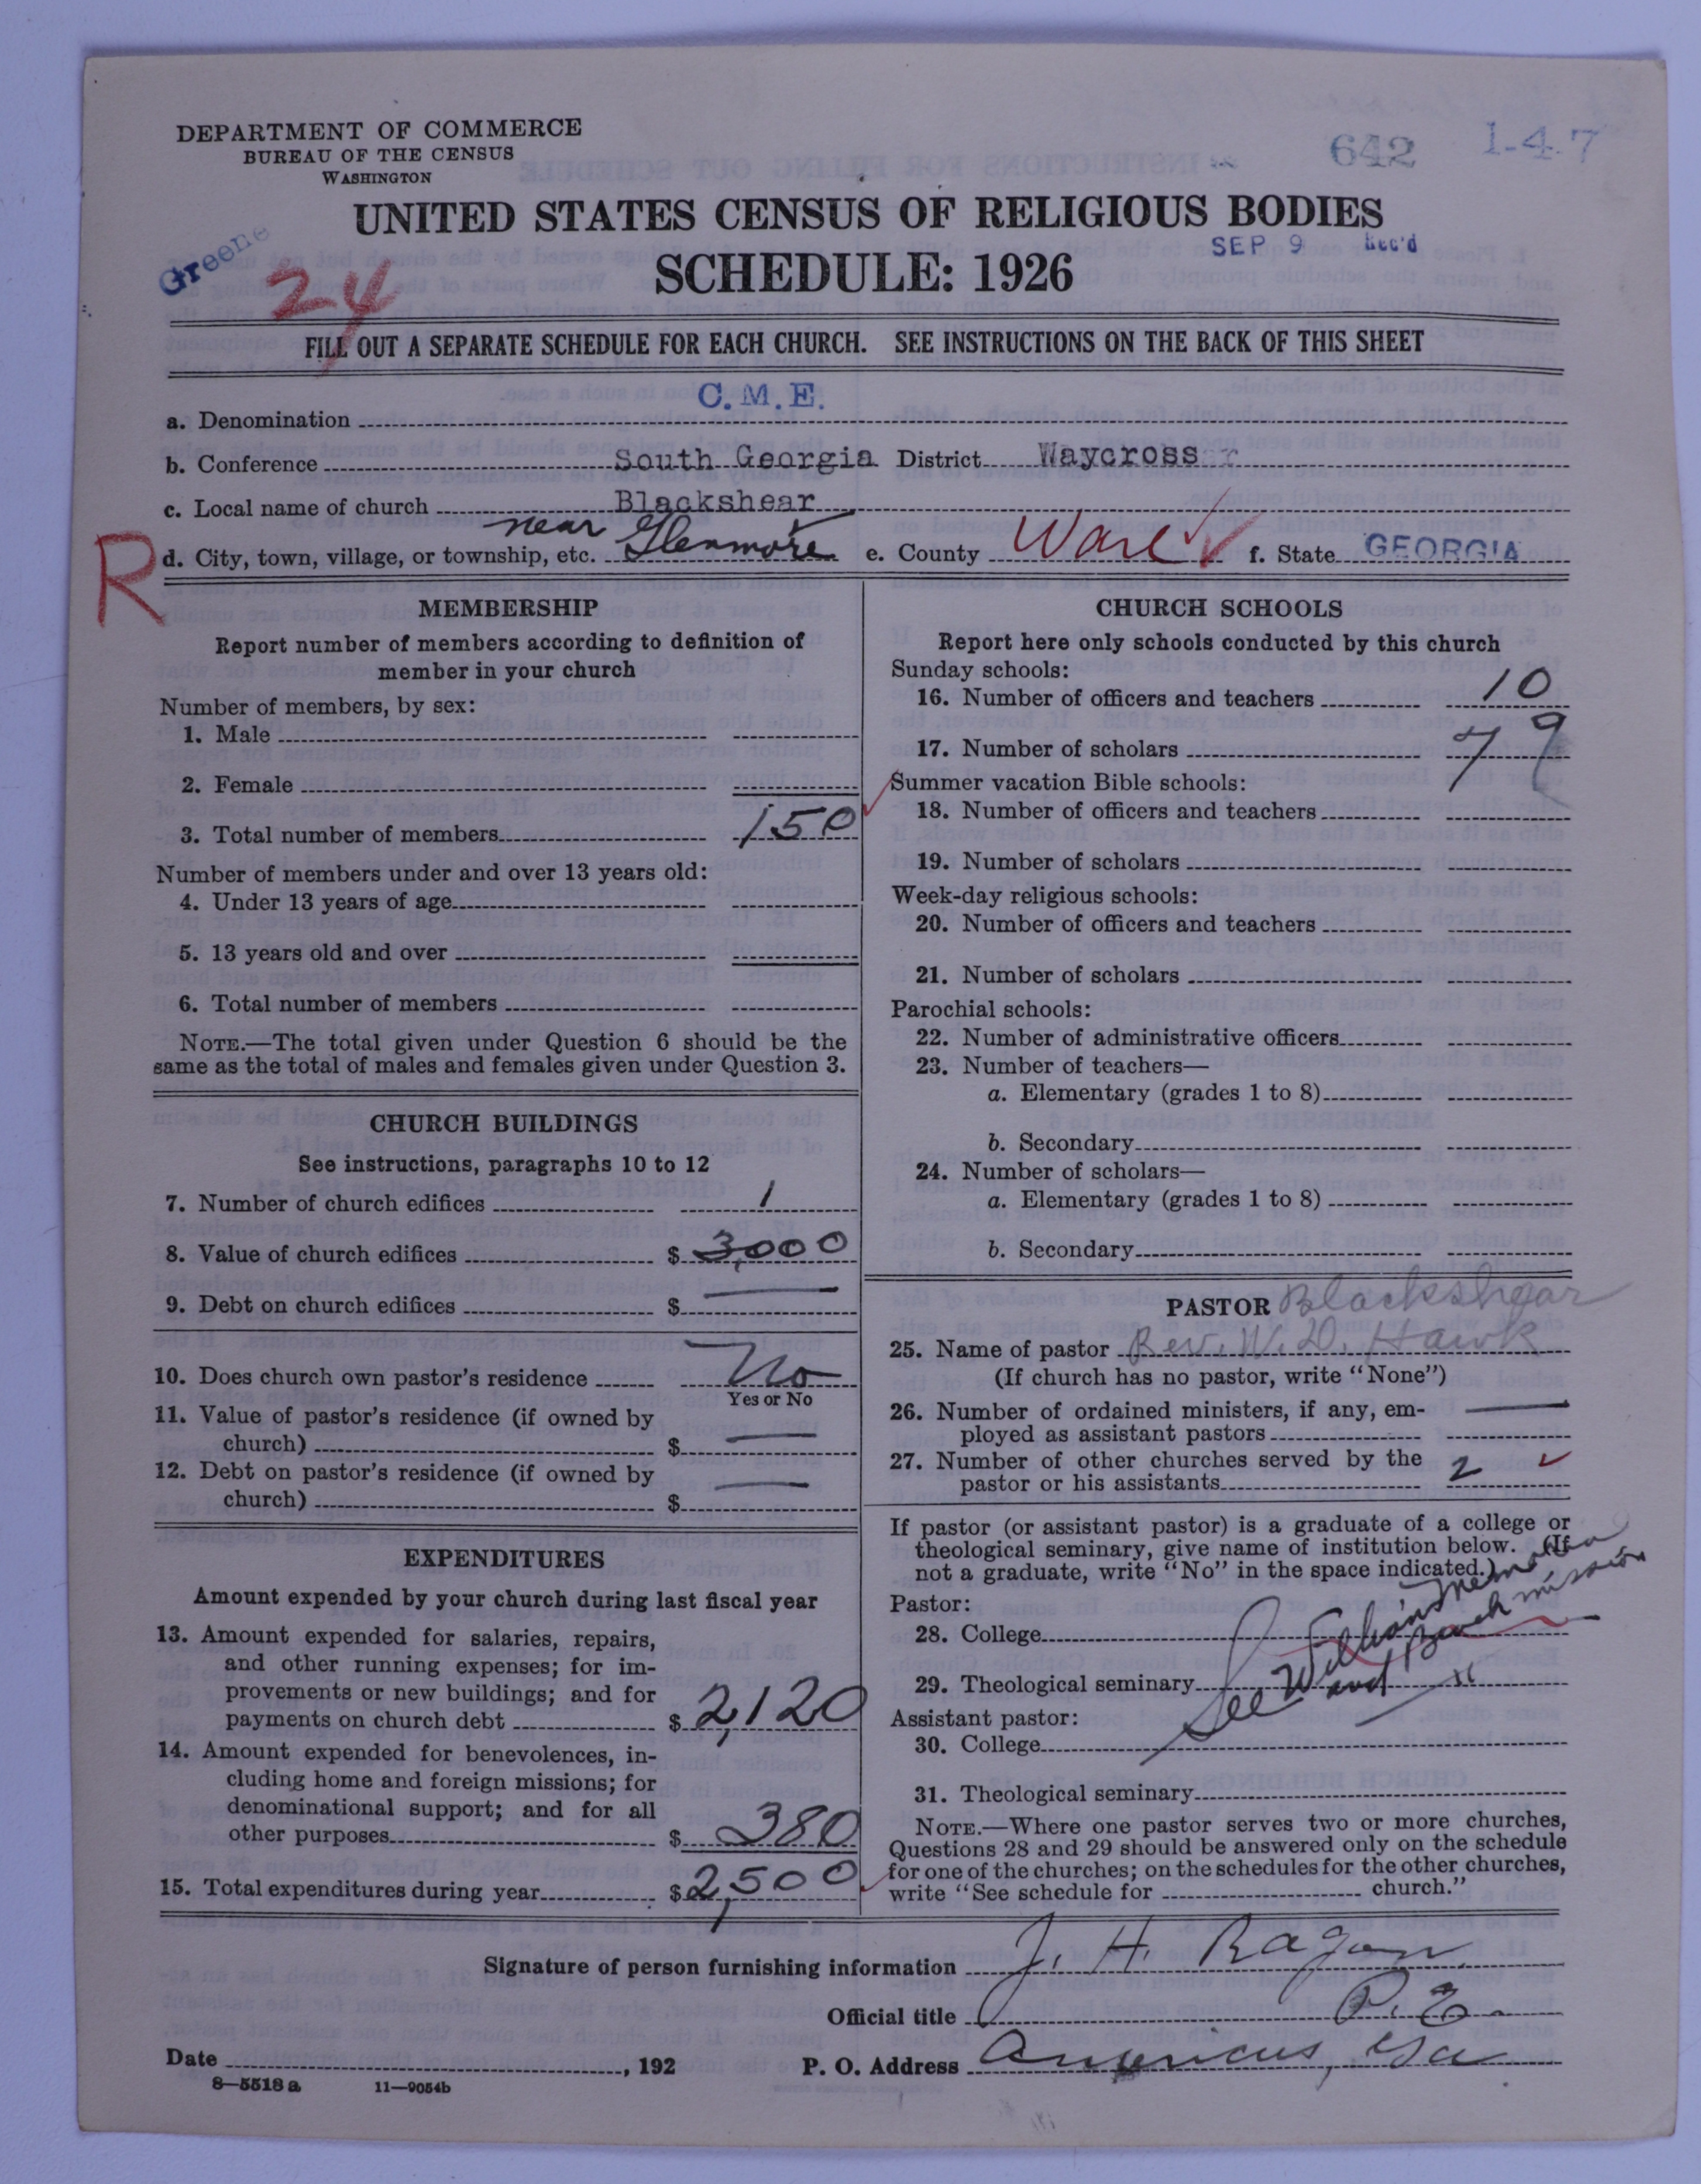 DEPARTMENT OF COMMERCE
BUREAU OF THE CENSUS
WASHINGTON
642 1-4 7
UNITED STATES CENSUS OF RELIGIOUS BODIES
SEP 9 Rec'd
SCHEDULE: 1926
Greene
24
FILL OUT A SEPARATE SCHEDULE FOR EACH CHURCH. SEE INSTRUCTIONS ON THE BACK OF THIS SHEET
a. Denomination C.M.E.
b. Conference South Georgia District Waycross
c. Local name of church Blackshear
R
d. City, town, village, or township, etc. near Glenmore e. County Ware f. State GEORGIA
MEMBERSHIP
Report number of members according to definition of
member in your church
Number of members, by sex:
1. Male
2. Female
3. Total number of members 150
Number of members under and over 13 years old:
4. Under 13 years of age
5. 13 years old and over
6. Total number of members
NOTE.—The total given under Question 6 should be the
same as the total of males and females given under Question 3.
CHURCH BUILDINGS
See instructions, paragraphs 10 to 12
7. Number of church edifices 1
8. Value of church edifices $ 3,000
9. Debt on church edifices $ —
10. Does church own pastor's residence No
Yes or No
11. Value of pastor's residence (if owned by
church) $ —
12. Debt on pastor's residence (if owned by
church) $ —
EXPENDITURES
Amount expended by your church during last fiscal year
13. Amount expended for salaries, repairs,
and other running expenses; for im-
provements or new buildings; and for
payments on church debt $ 2,120
14. Amount expended for benevolences, in-
cluding home and foreign missions; for
denominational support; and for all
other purposes $ 380
15. Total expenditures during year $ 2,500
CHURCH SCHOOLS
Report here only schools conducted by this church
Sunday schools:
16. Number of officers and teachers 10
17. Number of scholars 79
Summer vacation Bible schools:
18. Number of officers and teachers
19. Number of scholars
Week-day religious schools:
20. Number of officers and teachers
21. Number of scholars
Parochial schools:
22. Number of administrative officers
23. Number of teachers—
a. Elementary (grades 1 to 8)
b. Secondary
24. Number of scholars—
a. Elementary (grades 1 to 8)
b. Secondary
PASTOR Blackshear
25. Name of pastor Rev. W. D. Hawk
(If church has no pastor, write "None")
26. Number of ordained ministers, if any, em-
ployed as assistant pastors —
27. Number of other churches served by the
pastor or his assistants 2
If pastor (or assistant pastor) is a graduate of a college or
theological seminary, give name of institution below. (If
not a graduate, write "No" in the space indicated.)
Pastor:
28. College
29. Theological seminary
See Williams
and mission
Assistant pastor:
30. College
31. Theological seminary
NOTE.—Where one pastor serves two or more churches,
Questions 28 and 29 should be answered only on the schedule
for one of the churches; on the schedules for the other churches,
write "See schedule for church."
Signature of person furnishing information J. H. Ragan
Official title P. E.
Date , 192 P. O. Address Americus, Ga
8—5518 a 11—9054b